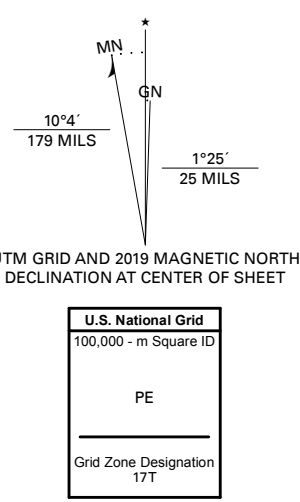 ★
MN
GN
10°4´
179 MILS
1°25´
25 MILS
UTM GRID AND 2019 MAGNETIC NORTH
DECLINATION AT CENTER OF SHEET
U.S. National Grid
100,000 - m Square ID
PE
Grid Zone Designation
17T